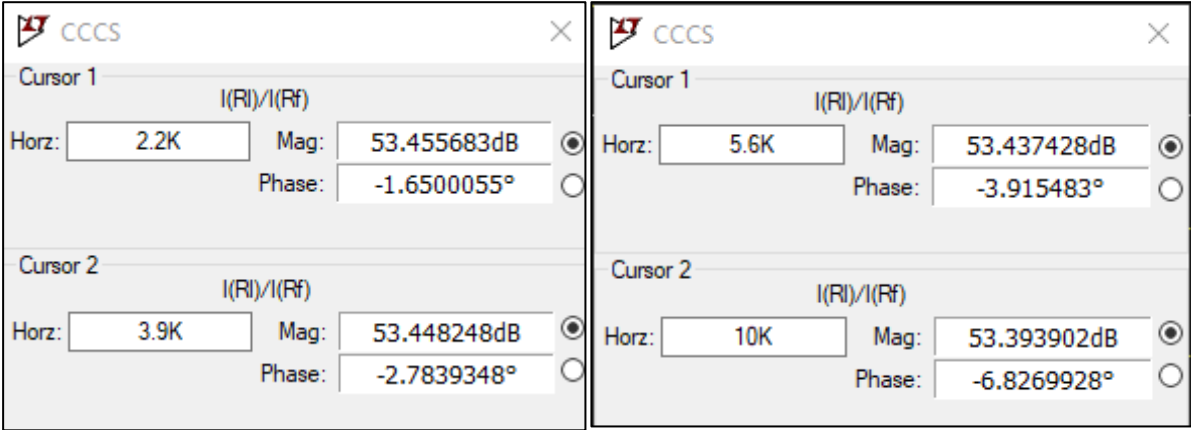 CCCS
Cursor 1
I(Rl)/I(Rf)
Horz: 2.2K Mag: 53.455683dB
Phase: -1.6500055°
Cursor 2
I(Rl)/I(Rf)
Horz: 3.9K Mag: 53.448248dB
Phase: -2.7839348°
CCCS
Cursor 1
I(Rl)/I(Rf)
Horz: 5.6K Mag: 53.437428dB
Phase: -3.915483°
Cursor 2
I(Rl)/I(Rf)
Horz: 10K Mag: 53.393902dB
Phase: -6.8269928°